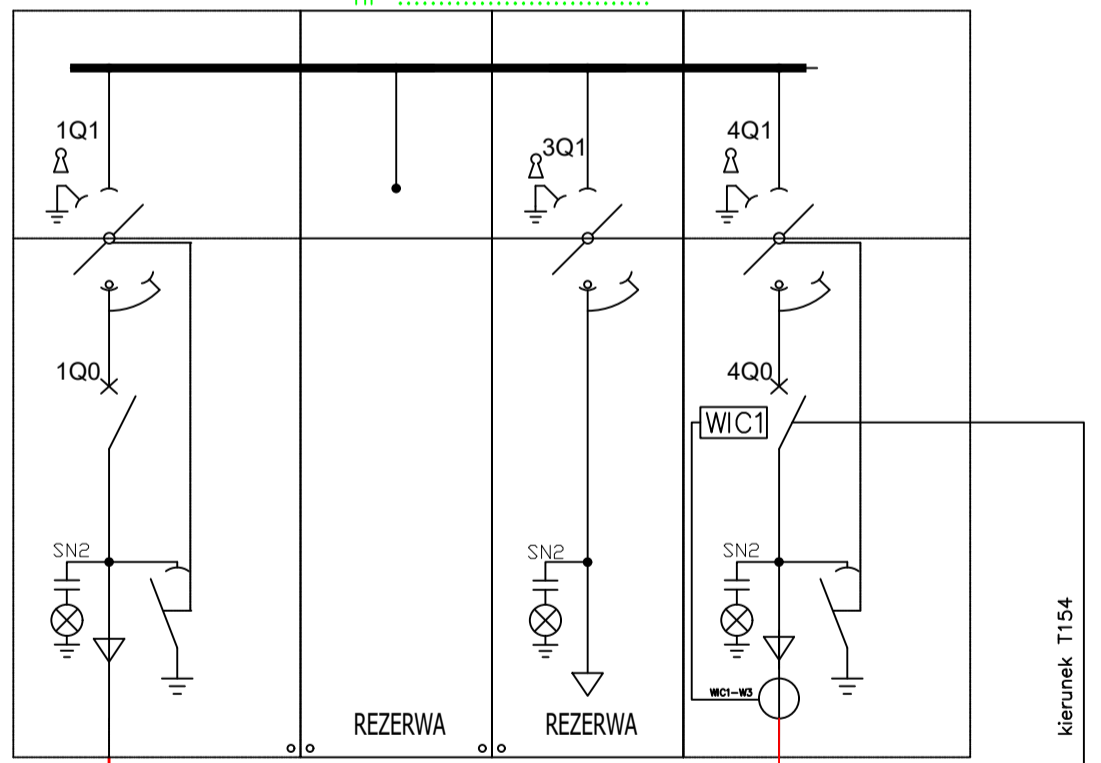 1Q1
3Q1
4Q1
1Q0
4Q0
WIC1
SN2
SN2
SN2
WIC1-W3
REZERWA
REZERWA
kierunek T154